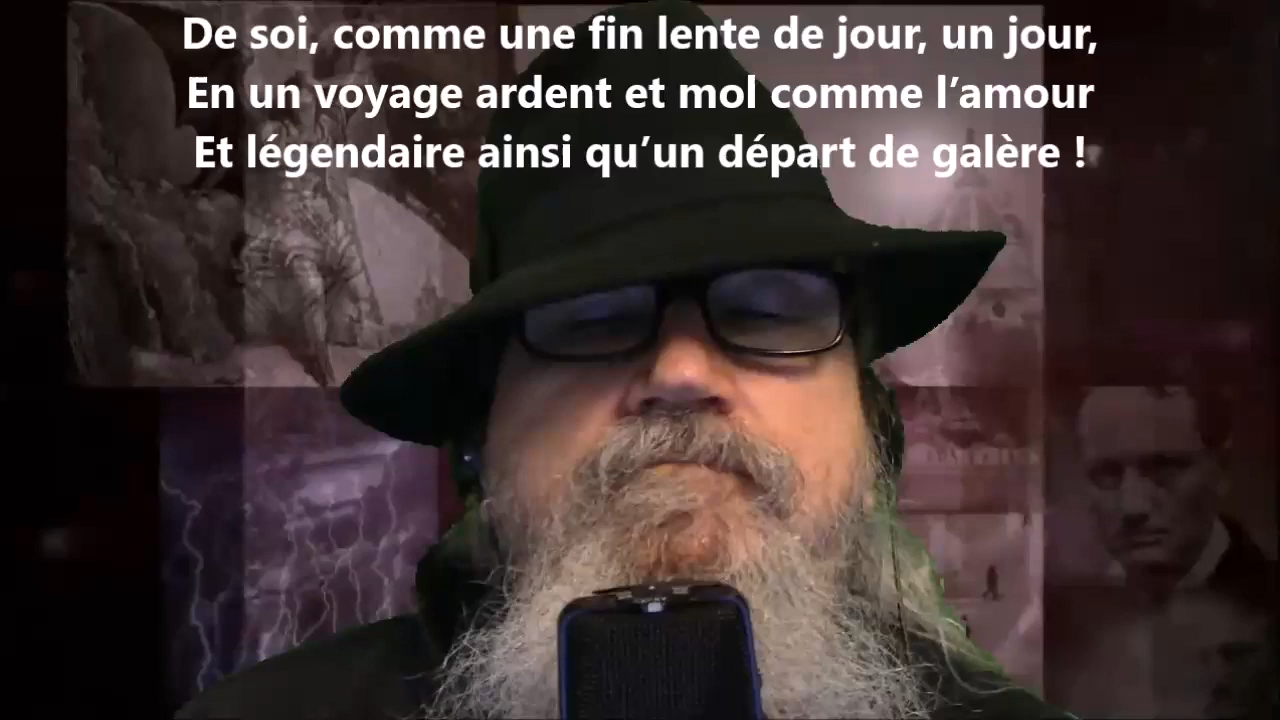 De soi, comme une fin lente de jour, un jour,
En un voyage ardent et mol comme l’amour
Et légendaire ainsi qu’un départ de galère !